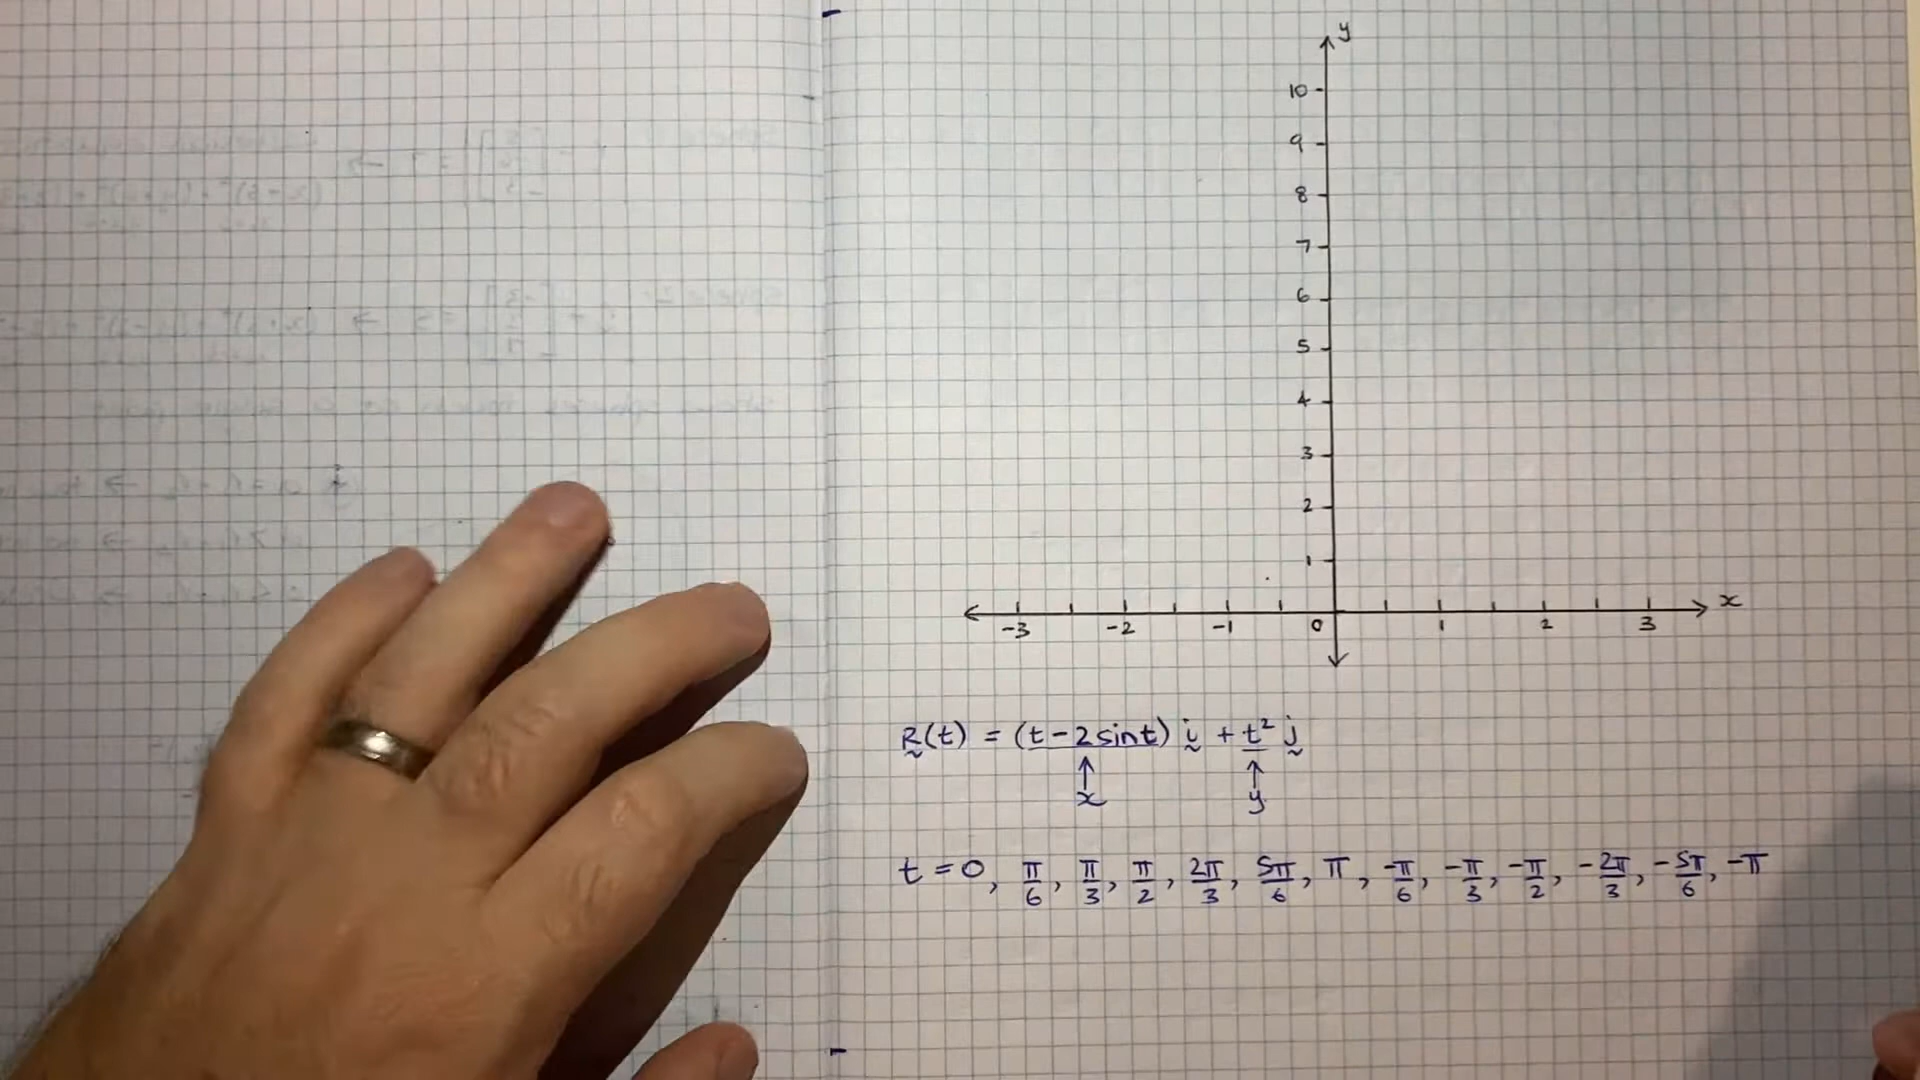 y
10
9
8
7
6
5
4
3
2
1
-3 -2 -1 0 1 2 3 x
r(t) = (t-2sint) i + t² j
↑ ↑
x y
t = 0, π/6, π/3, π/2, 2π/3, 5π/6, π, -π/6, -π/3, -π/2, -2π/3, -5π/6, -π